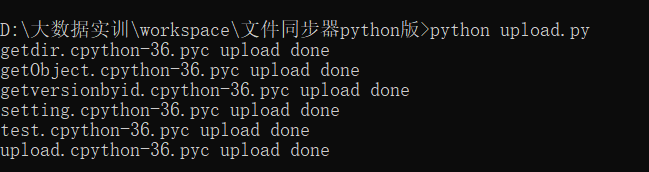 D:\大数据实训\workspace\文件同步器python版>python upload.py
getdir.cpython-36.pyc upload done
getObject.cpython-36.pyc upload done
getversionbyid.cpython-36.pyc upload done
setting.cpython-36.pyc upload done
test.cpython-36.pyc upload done
upload.cpython-36.pyc upload done